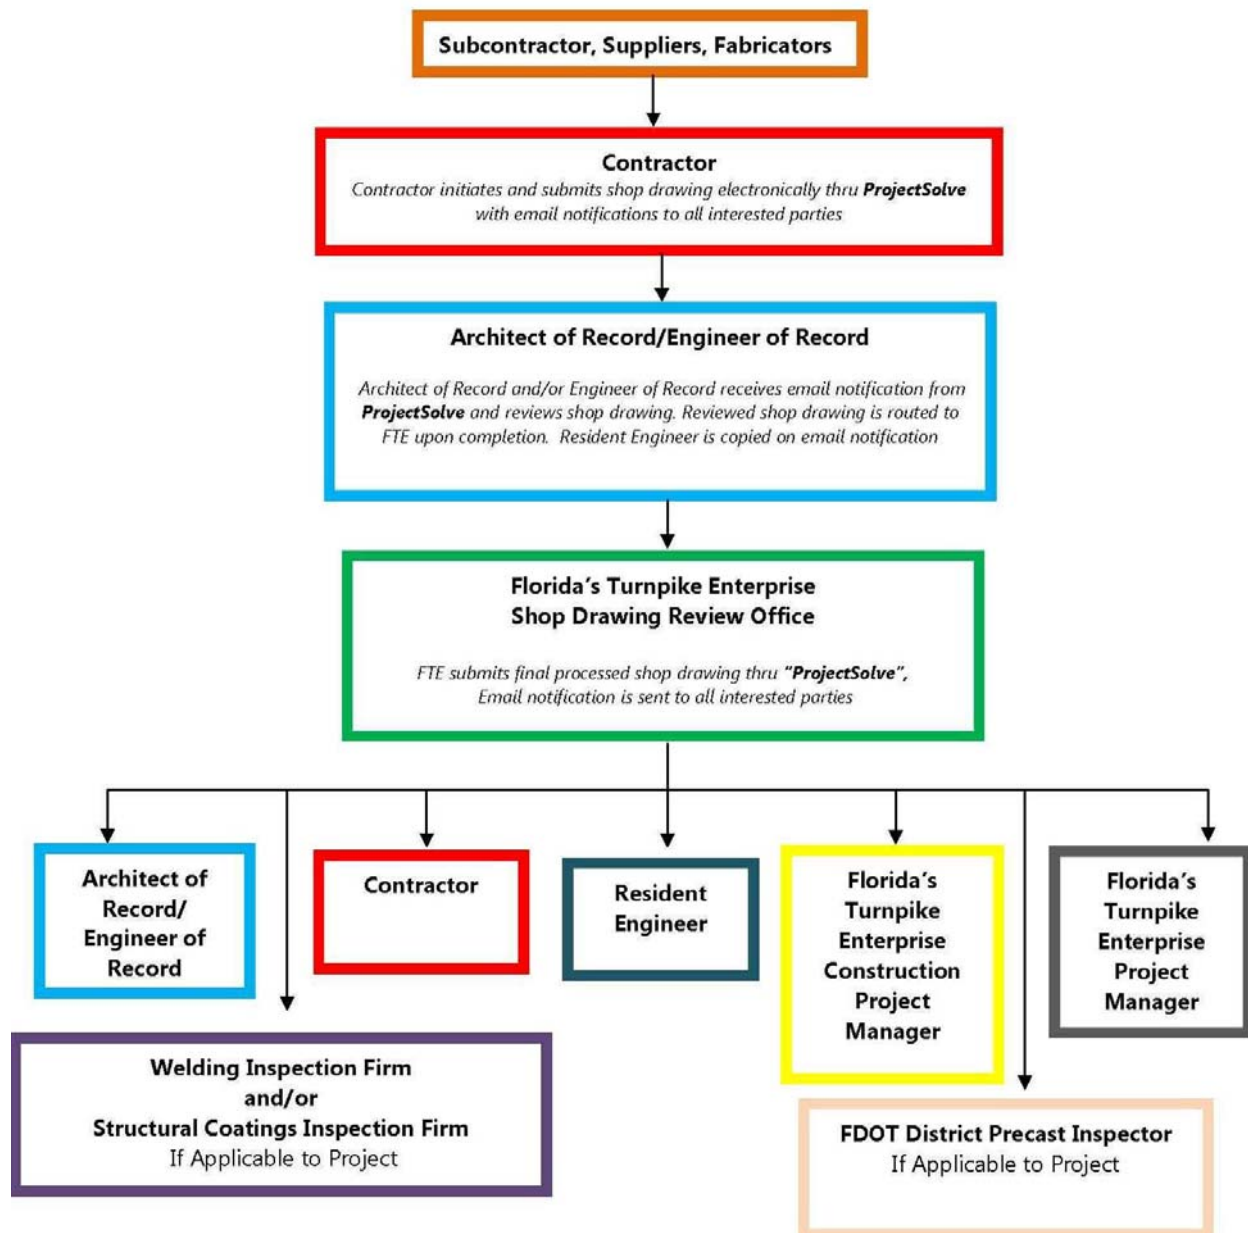 Subcontractor, Suppliers, Fabricators
Contractor
Contractor initiates and submits shop drawing electronically thru ProjectSolve
with email notifications to all interested parties
Architect of Record/Engineer of Record
Architect of Record and/or Engineer of Record receives email notification from
ProjectSolve and reviews shop drawing. Reviewed shop drawing is routed to
FTE upon completion.  Resident Engineer is copied on email notification
Florida’s Turnpike Enterprise
Shop Drawing Review Office
FTE submits final processed shop drawing thru “ProjectSolve”,
Email notification is sent to all interested parties
Architect of
Record/
Engineer of
Record
Contractor
Resident
Engineer
Florida’s
Turnpike
Enterprise
Construction
Project
Manager
Florida’s
Turnpike
Enterprise
Project
Manager
Welding Inspection Firm
and/or
Structural Coatings Inspection Firm
If Applicable to Project
FDOT District Precast Inspector
If Applicable to Project